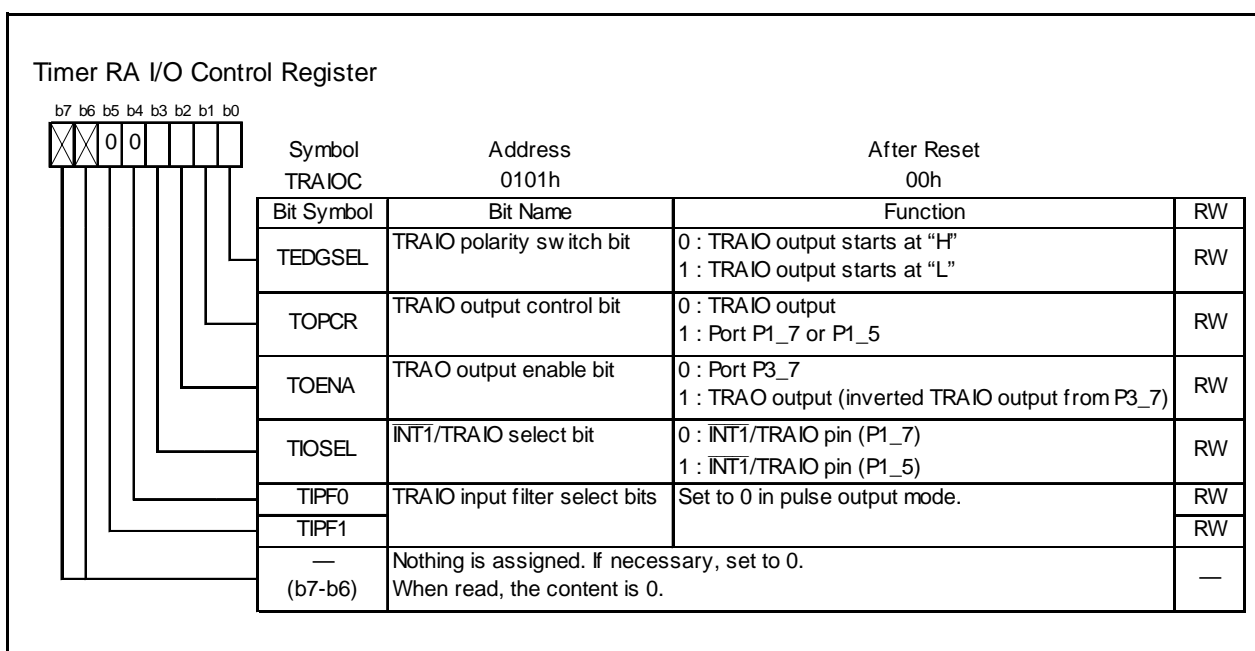 Timer RA I/O Control Register
b7 b6 b5 b4 b3 b2 b1 b0
0 0
Symbol Address After Reset
TRAIOC 0101h 00h
Bit Symbol Bit Name Function RW
TEDGSEL TRAIO polarity switch bit 0 : TRAIO output starts at “H” RW
1 : TRAIO output starts at “L”
TOPCR TRAIO output control bit 0 : TRAIO output RW
1 : Port P1_7 or P1_5
TOENA TRAO output enable bit 0 : Port P3_7 RW
1 : TRAO output (inverted TRAIO output from P3_7)
TIOSEL INT1/TRAIO select bit 0 : INT1/TRAIO pin (P1_7) RW
1 : INT1/TRAIO pin (P1_5)
TIPF0 TRAIO input filter select bits Set to 0 in pulse output mode. RW
TIPF1 RW
— Nothing is assigned. If necessary, set to 0. —
(b7-b6) When read, the content is 0.